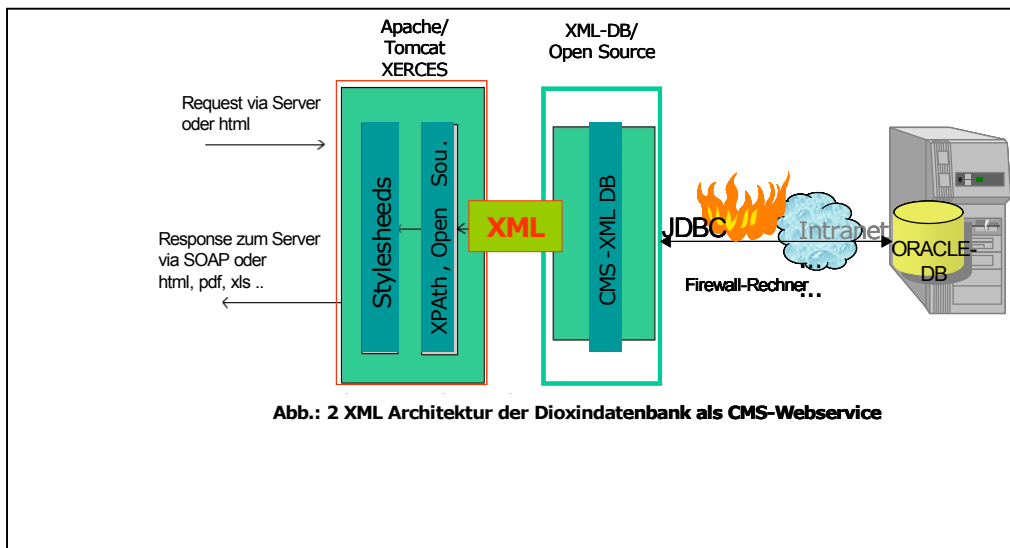 Apache/
Tomcat
XERCES
XML-DB/
Open Source
Request via Server
oder html
Response zum Server
via SOAP oder
html, pdf, xls ..
Stylesheeds
XPAth, Open Sou.
XML
CMS -XML DB
JDBC
Intranet
...
ORACLE-
DB
Firewall-Rechner
...
Abb.: 2 XML Architektur der Dioxindatenbank als CMS-Webservice